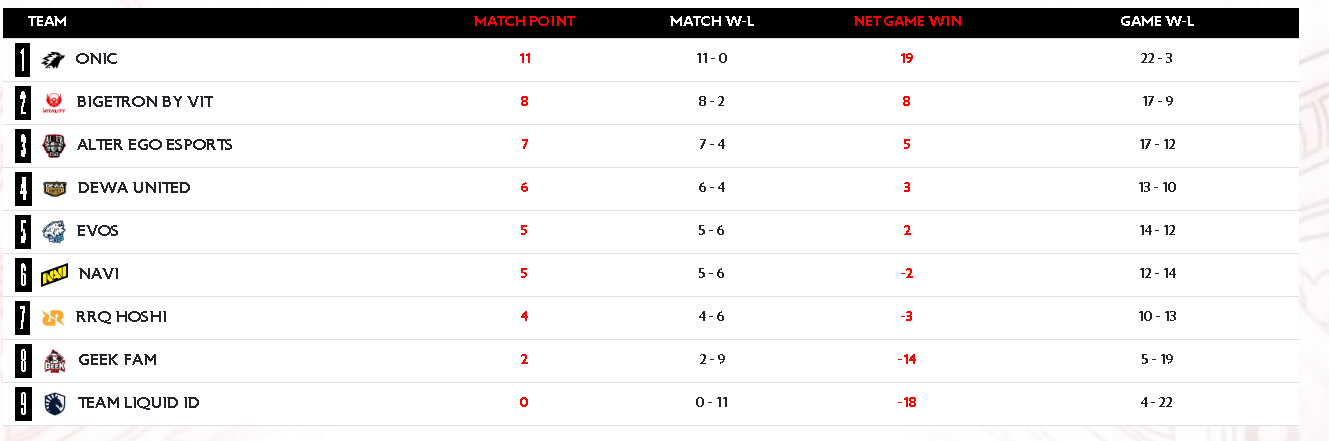 TEAM MATCH POINT MATCH W-L NET GAME WIN GAME W-L
1 ONIC 11 11 - 0 19 22 - 3
2 VITALITY BIGETRON BY VIT 8 8 - 2 8 17 - 9
3 ALTER EGO ESPORTS 7 7 - 4 5 17 - 12
4 DEWA UNITED 6 6 - 4 3 13 - 10
5 EVOS 5 5 - 6 2 14 - 12
6 NAVI NAVI 5 5 - 6 -2 12 - 14
7 RRQ HOSHI 4 4 - 6 -3 10 - 13
8 GEEK GEEK FAM 2 2 - 9 -14 5 - 19
9 TEAM LIQUID ID 0 0 - 11 -18 4 - 22